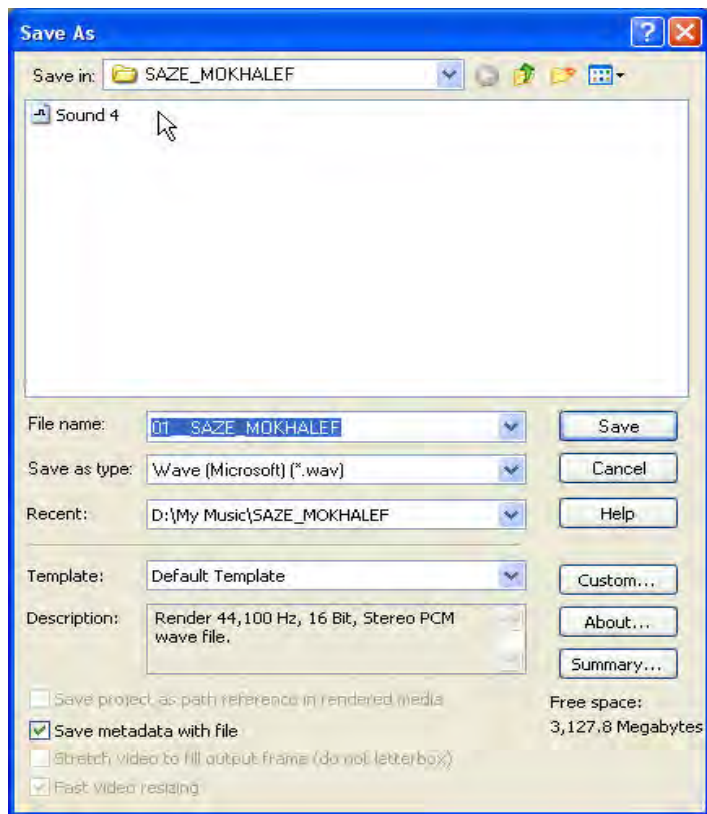 Save As
Save in: SAZE_MOKHALEF
Sound 4
File name: 01__SAZE_MOKHALEF Save
Save as type: Wave (Microsoft) (*.wav) Cancel
Recent: D:\My Music\SAZE_MOKHALEF Help
Template: Default Template Custom...
Description: Render 44,100 Hz, 16 Bit, Stereo PCM
wave file.
About...
Summary...
Save project as path reference in rendered media
Free space:
Save metadata with file
3,127.8 Megabytes
Stretch video to fill output frame (do not letterbox)
Fast video resizing